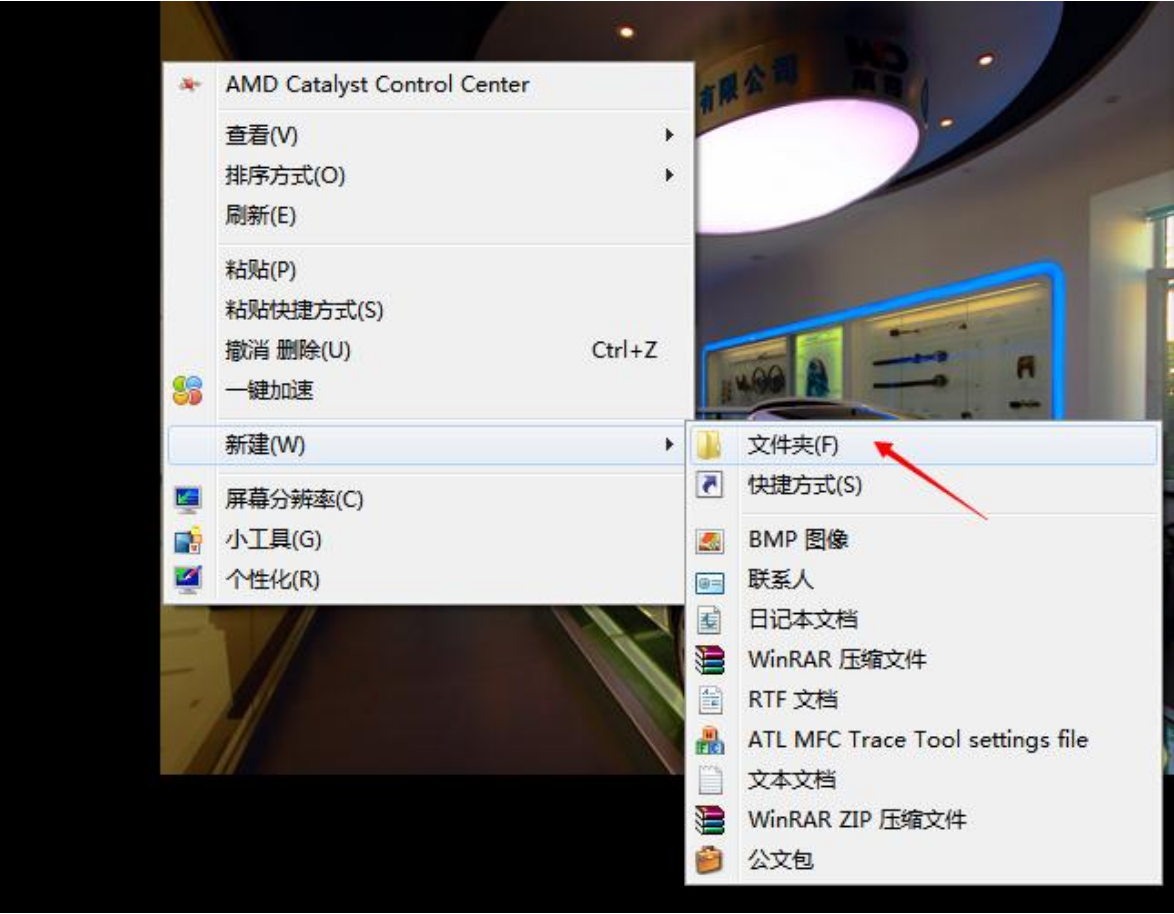 有限公司
AMD Catalyst Control Center
查看(V)
排序方式(O)
刷新(E)
粘贴(P)
粘贴快捷方式(S)
撤消 删除(U) Ctrl+Z
一键加速
新建(W)
文件夹(F)
快捷方式(S)
屏幕分辨率(C)
小工具(G)
个性化(R)
BMP 图像
联系人
日记本文档
WinRAR 压缩文件
RTF 文档
ATL MFC Trace Tool settings file
文本文档
WinRAR ZIP 压缩文件
公文包